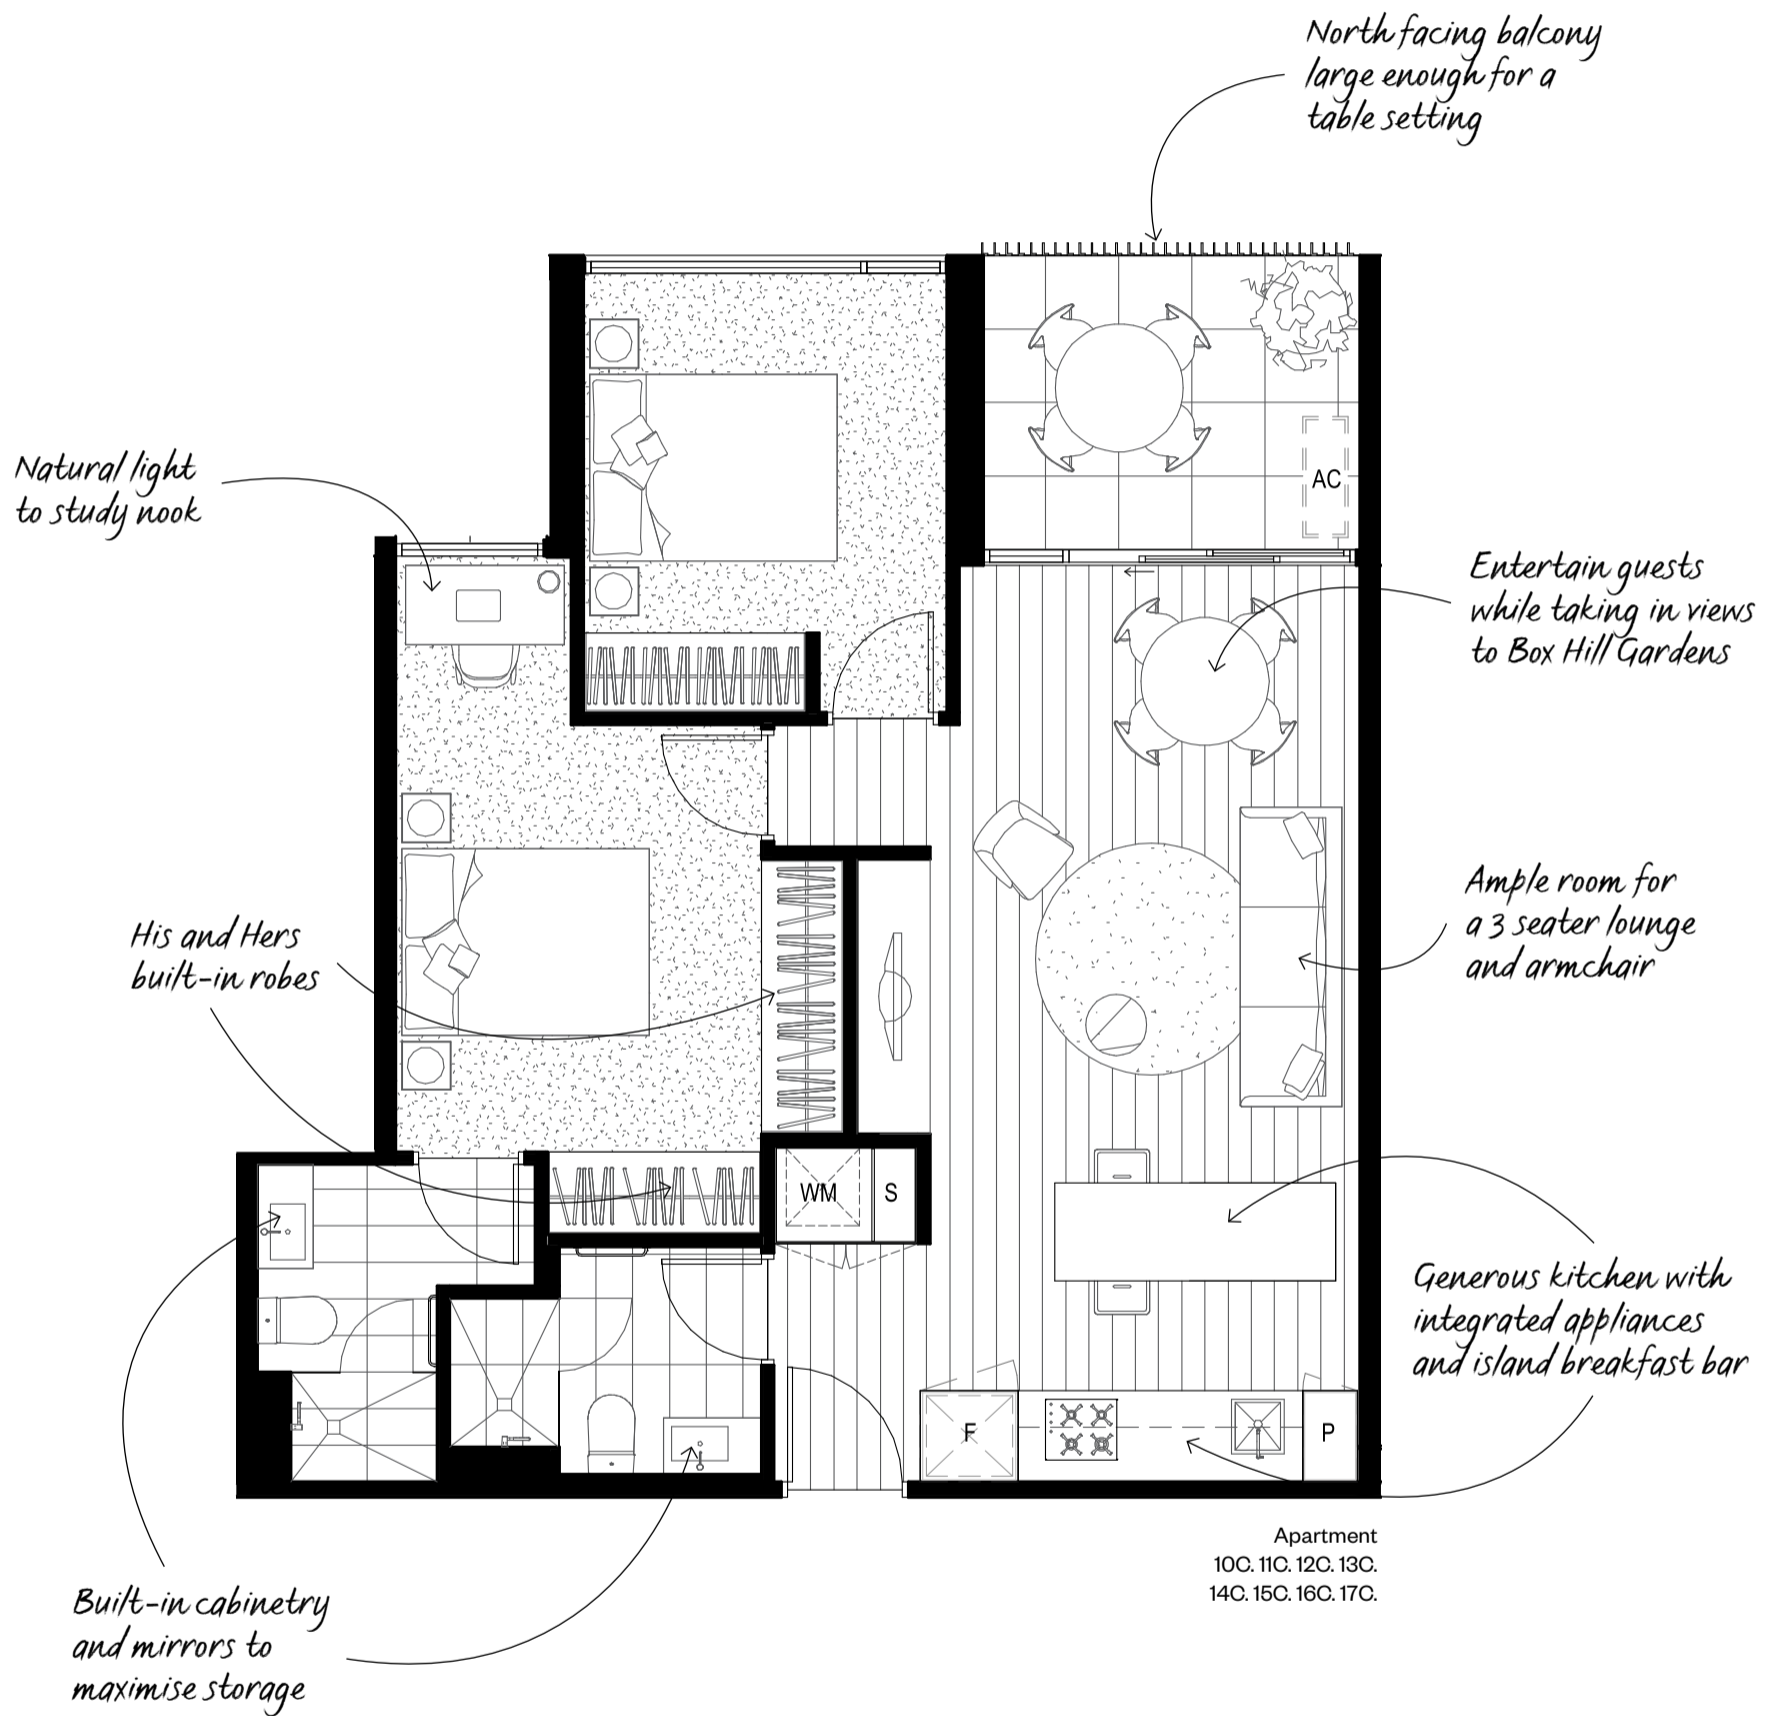 North facing balcony
large enough for a
table setting
Natural light
to study nook
AC
Entertain guests
while taking in views
to Box Hill Gardens
His and Hers
built-in robes
Ample room for
a 3 seater lounge
and armchair
WM
S
Generous kitchen with
integrated appliances
and island breakfast bar
F
P
Apartment
10C. 11C. 12C. 13C.
14C. 15C. 16C. 17C.
Built-in cabinetry
and mirrors to
maximise storage